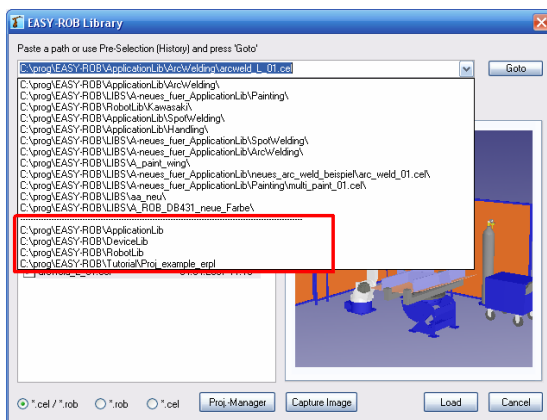 EASY-ROB Library
Paste a path or use Pre-Selection (History) and press 'Goto'
C:\prog\EASY-ROB\ApplicationLib\ArcWelding\arcweld_L_01.cel
Goto
C:\prog\EASY-ROB\ApplicationLib\ArcWelding\
C:\prog\EASY-ROB\LIBS\A-neues_fuer_ApplicationLib\Painting\
C:\prog\EASY-ROB\RobotLib\Kawasaki\
C:\prog\EASY-ROB\ApplicationLib\SpotWelding\
C:\prog\EASY-ROB\ApplicationLib\Handling\
C:\prog\EASY-ROB\LIBS\A-neues_fuer_ApplicationLib\SpotWelding\
C:\prog\EASY-ROB\LIBS\A-neues_fuer_ApplicationLib\ArcWelding\
C:\prog\EASY-ROB\LIBS\A_paint_wing\
C:\prog\EASY-ROB\LIBS\A-neues_fuer_ApplicationLib\neues_arc_weld_beispiel\arc_weld_01.cel\
C:\prog\EASY-ROB\LIBS\A-neues_fuer_ApplicationLib\Painting\multi_paint_01.cel\
C:\prog\EASY-ROB\LIBS\aa_neu\
C:\prog\EASY-ROB\LIBS\A_ROB_DB431_neue_Farbe\
C:\prog\EASY-ROB\ApplicationLib
C:\prog\EASY-ROB\DeviceLib
C:\prog\EASY-ROB\RobotLib
C:\prog\EASY-ROB\Tutorial\Proj_example_erpl
*.cel / *.rob
*.rob
*.cel
Proj.-Manager
Capture Image
Load
Cancel